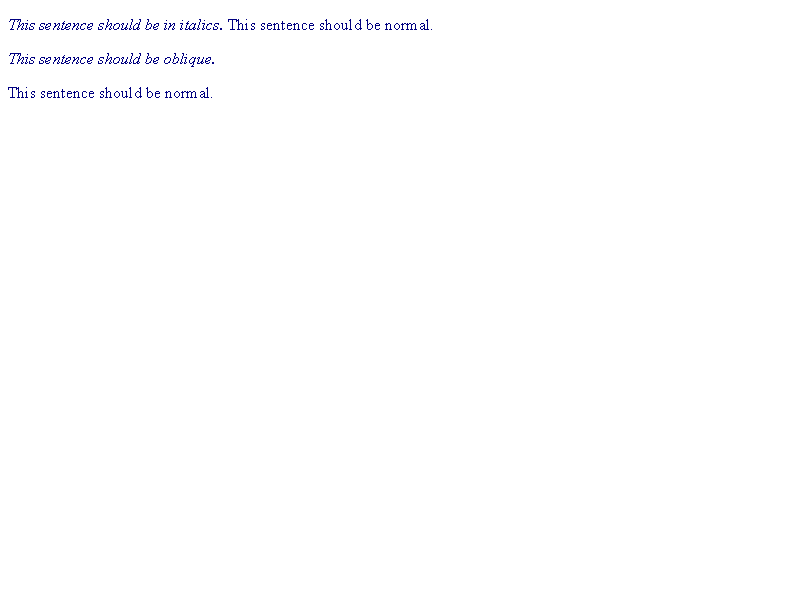 This sentence should be in italics. This sentence should be normal.
This sentence should be oblique.
This sentence should be normal.